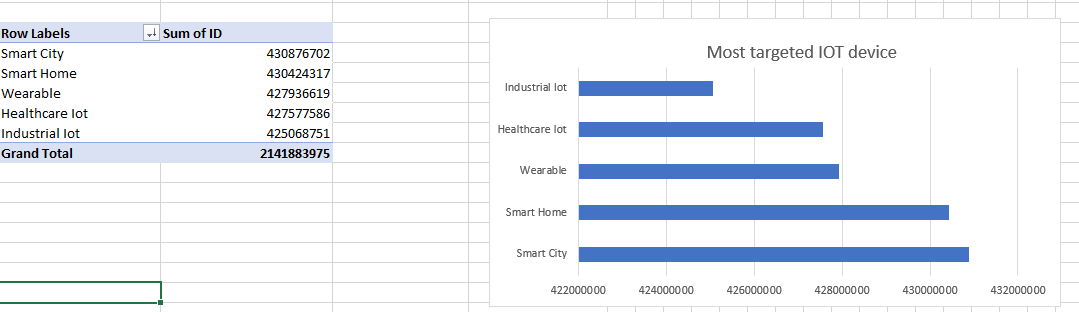 Row Labels Sum of ID
Smart City 430876702
Smart Home 430424317
Wearable 427936619
Healthcare Iot 427577586
Industrial Iot 425068751
Grand Total 2141883975
Most targeted IOT device
Industrial Iot
Healthcare Iot
Wearable
Smart Home
Smart City
422000000 424000000 426000000 428000000 430000000 432000000